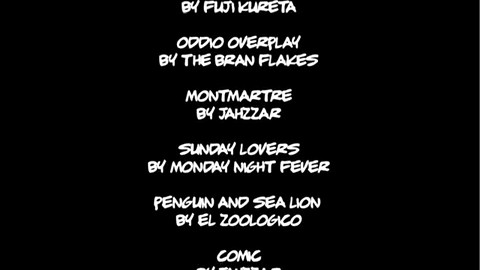 BY FUJI KURETA
ODDIO OVERPLAY
BY THE BRAN FLAKES
MONTMARTRE
BY JAHZZAR
SUNDAY LOVERS
BY MONDAY NIGHT FEVER
PENGUIN AND SEA LION
BY EL ZOOLOGICO
COMIC
BY